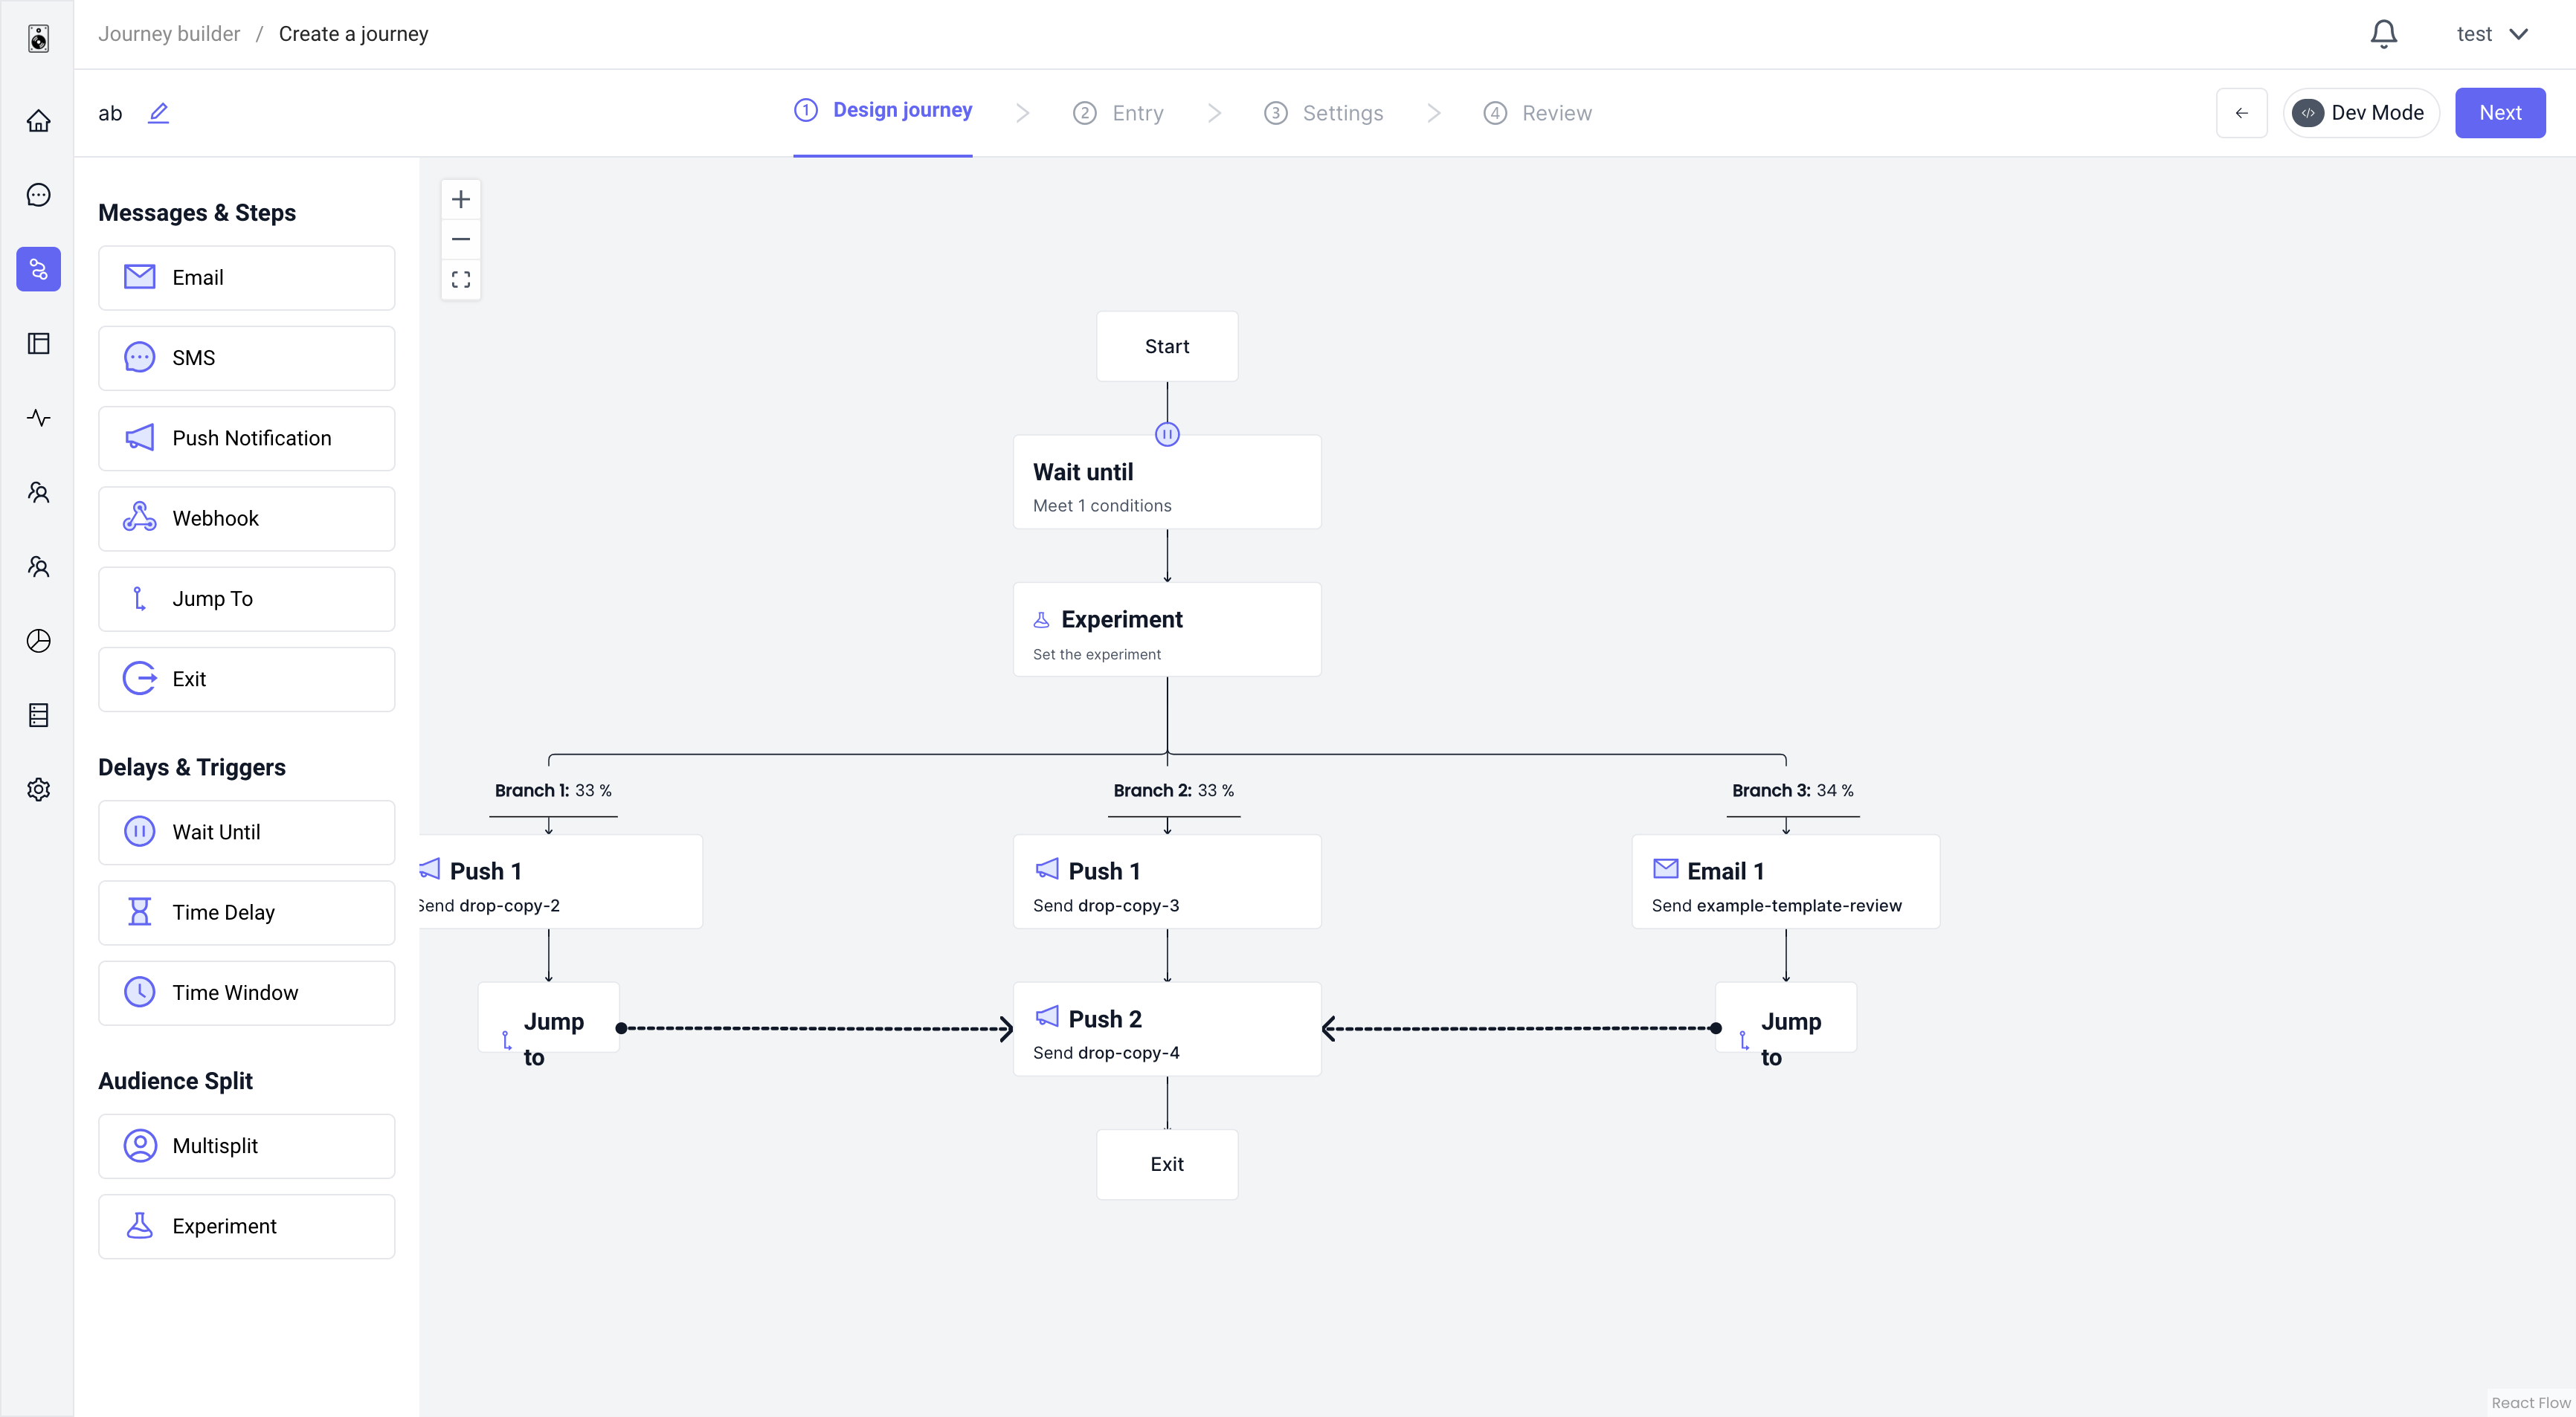 Journey builder / Create a journey
test
ab
1 Design journey
2 Entry
3 Settings
4 Review
Dev Mode
Next
Messages & Steps
Email
SMS
Push Notification
Webhook
Jump To
Exit
Delays & Triggers
Wait Until
Time Delay
Time Window
Audience Split
Multisplit
Experiment
Start
Wait until
Meet 1 conditions
Experiment
Set the experiment
Branch 1: 33 %
Branch 2: 33 %
Branch 3: 34 %
Push 1
Send drop-copy-2
Push 1
Send drop-copy-3
Email 1
Send example-template-review
Jump
to
Push 2
Send drop-copy-4
Jump
to
Exit
React Flow